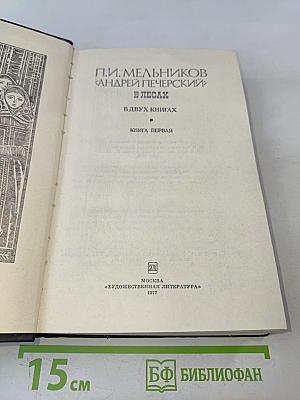 П. И. МЕЛЬНИКОВ
«АНДРЕЙ ПЕЧЕРСКИЙ»
В ЛЕСАХ
В ДВУХ КНИГАХ
КНИГА ПЕРВАЯ
МОСКВА
«ХУДОЖЕСТВЕННАЯ ЛИТЕРАТУРА»
1977
15 см
БФ БИБЛИОФАН